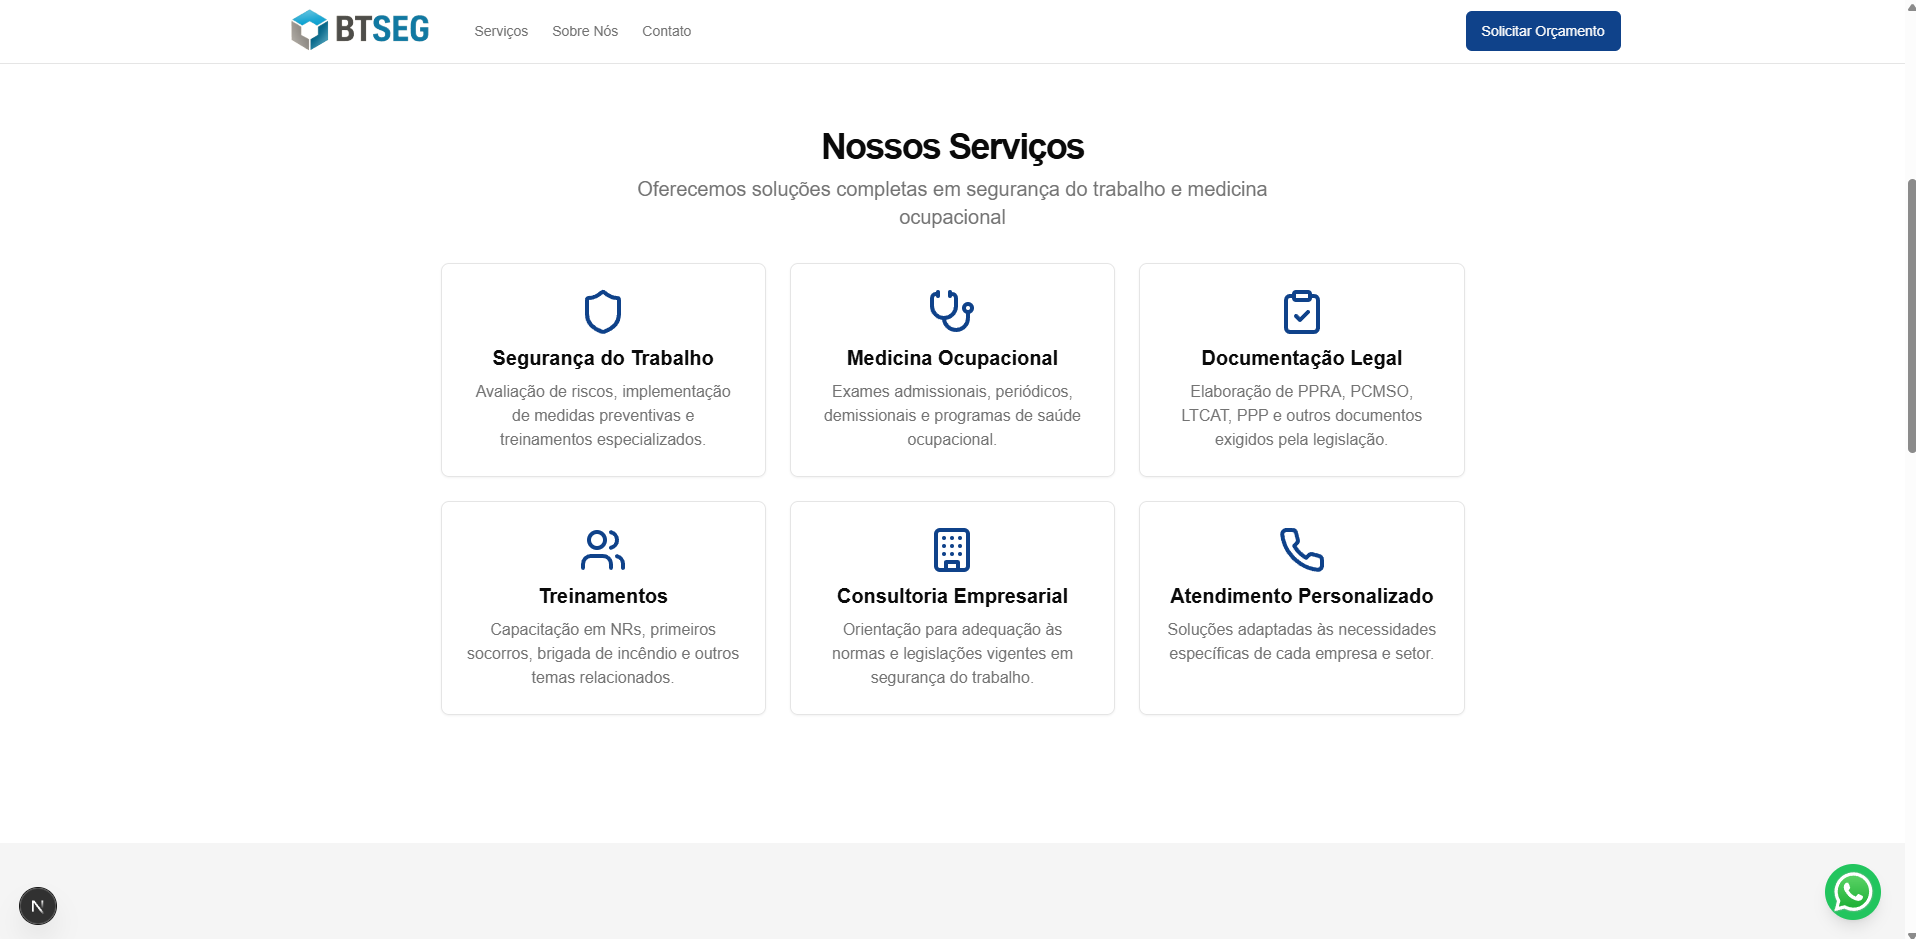 BTSEG
Serviços
Sobre Nós
Contato
Solicitar Orçamento
Nossos Serviços
Oferecemos soluções completas em segurança do trabalho e medicina
ocupacional
Segurança do Trabalho
Avaliação de riscos, implementação
de medidas preventivas e
treinamentos especializados.
Medicina Ocupacional
Exames admissionais, periódicos,
demissionais e programas de saúde
ocupacional.
Documentação Legal
Elaboração de PPRA, PCMSO,
LTCAT, PPP e outros documentos
exigidos pela legislação.
Treinamentos
Capacitação em NRs, primeiros
socorros, brigada de incêndio e outros
temas relacionados.
Consultoria Empresarial
Orientação para adequação às
normas e legislações vigentes em
segurança do trabalho.
Atendimento Personalizado
Soluções adaptadas às necessidades
específicas de cada empresa e setor.
N